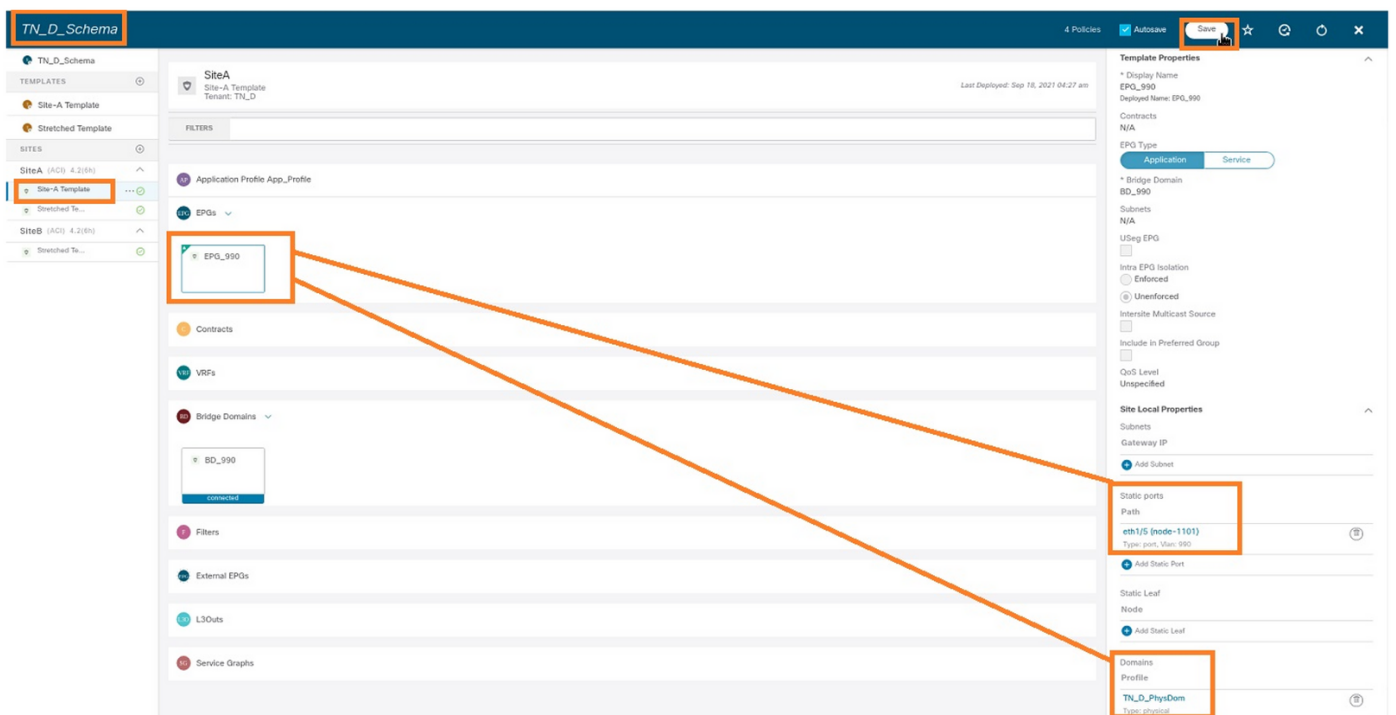 TN_D_Schema
4 Policies
Autosave
Save
TN_D_Schema
TEMPLATES
Site-A Template
Stretched Template
SITES
SiteA (ACI) 4.2(6h)
Site-A Template
Stretched Te...
SiteB (ACI) 4.2(6h)
Stretched Te...
SiteA
Site-A Template
Tenant: TN_D
Last Deployed: Sep 18, 2021 04:27 am
FILTERS
AP Application Profile App_Profile
EPG EPGs
EPG_990
Contracts
VRF VRFs
BD Bridge Domains
BD_990
connected
F Filters
External EPGs
L3O L3Outs
SG Service Graphs
Template Properties
* Display Name
EPG_990
Deployed Name: EPG_990
Contracts
N/A
EPG Type
Application
Service
* Bridge Domain
BD_990
Subnets
N/A
USeg EPG
Intra EPG Isolation
Enforced
Unenforced
Intersite Multicast Source
Include in Preferred Group
QoS Level
Unspecified
Site Local Properties
Subnets
Gateway IP
Add Subnet
Static ports
Path
eth1/5 (node-1101)
Type: port, Vlan: 990
Add Static Port
Static Leaf
Node
Add Static Leaf
Domains
Profile
TN_D_PhysDom
Type: physical